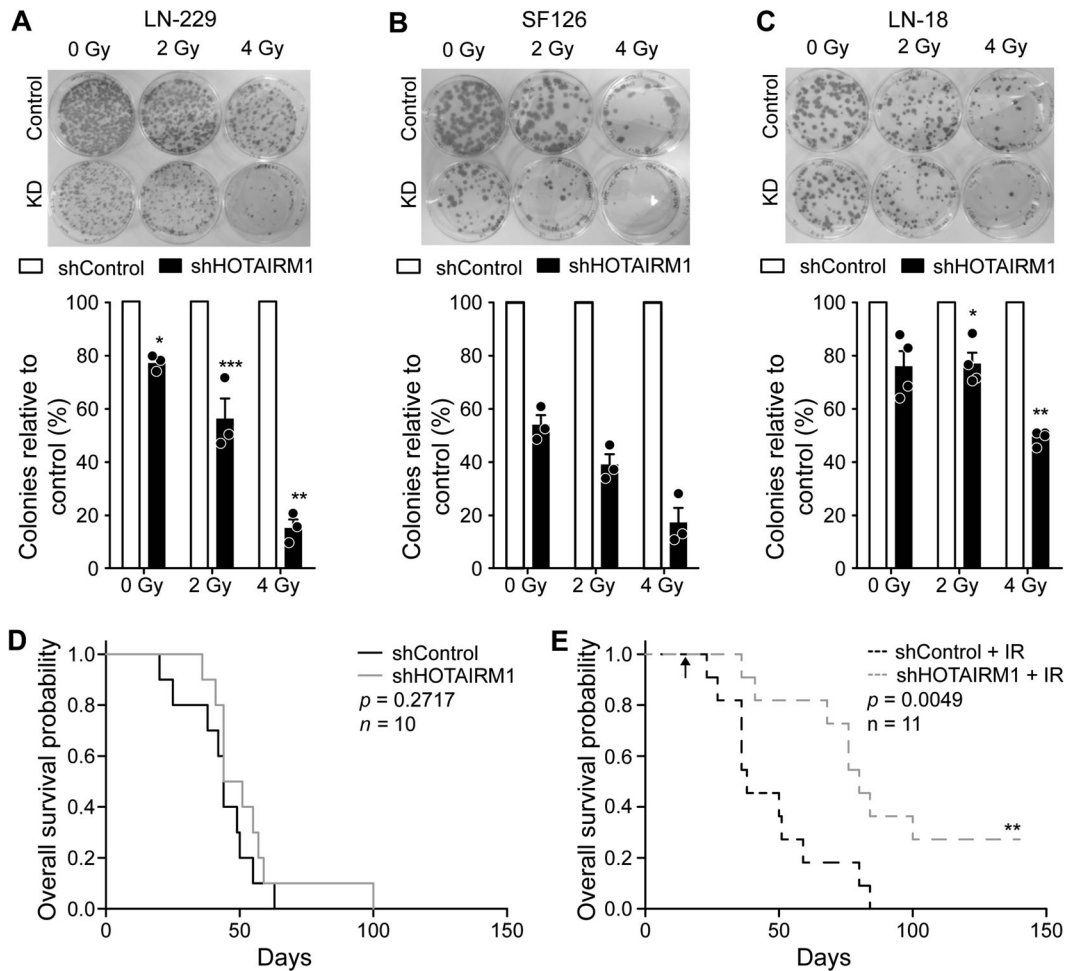 A
LN-229
0 Gy 2 Gy 4 Gy
Control
KD
shControl shHOTAIRM1
Colonies relative to
control (%)
100
80
60
40
20
0
*
***
**
0 Gy 2 Gy 4 Gy
B
SF126
0 Gy 2 Gy 4 Gy
Control
KD
shControl shHOTAIRM1
Colonies relative to
control (%)
100
80
60
40
20
0
0 Gy 2 Gy 4 Gy
C
LN-18
0 Gy 2 Gy 4 Gy
Control
KD
shControl shHOTAIRM1
Colonies relative to
control (%)
100
80
60
40
20
0
*
**
0 Gy 2 Gy 4 Gy
D
Overall survival probability
1.0
0.8
0.6
0.4
0.2
0.0
shControl
shHOTAIRM1
p = 0.2717
n = 10
0 50 100 150
Days
E
Overall survival probability
1.0
0.8
0.6
0.4
0.2
0.0
shControl + IR
shHOTAIRM1 + IR
p = 0.0049
n = 11
**
0 50 100 150
Days